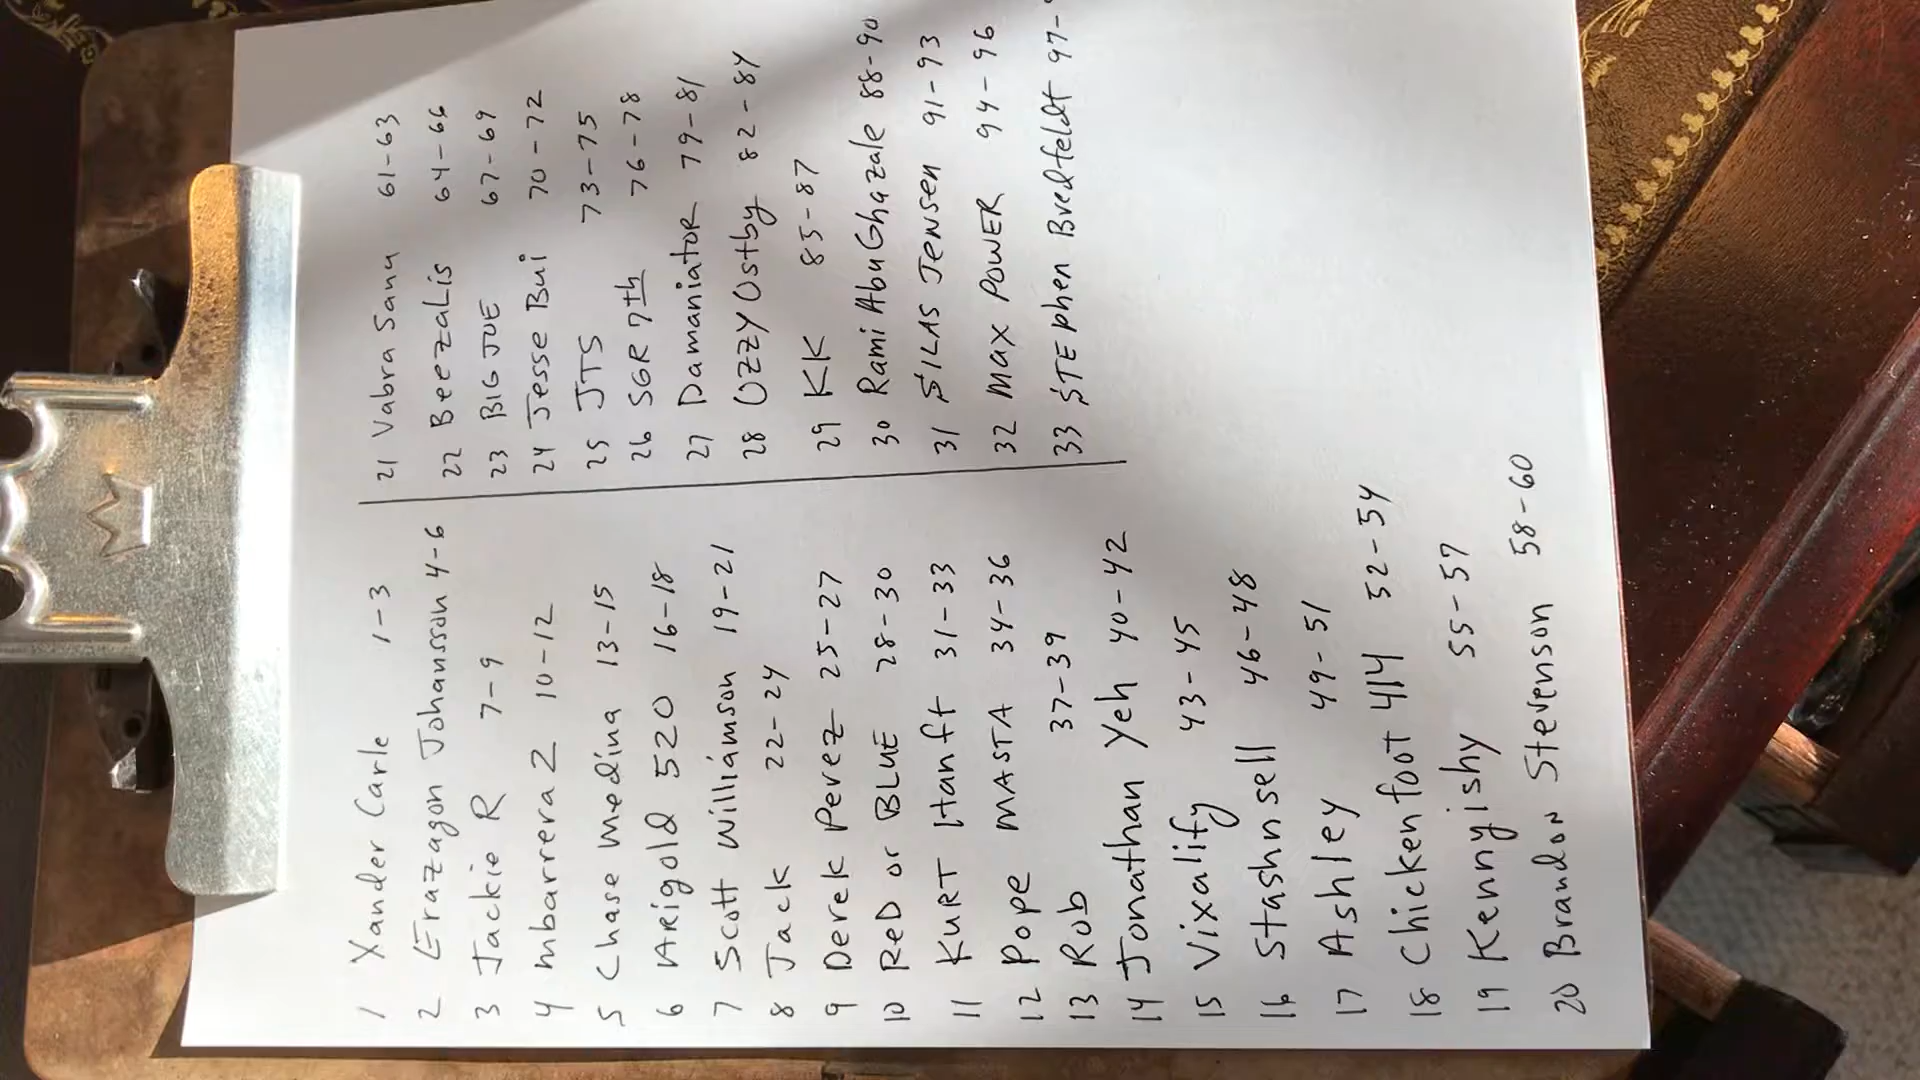 1 Xander Carle 1-3
2 Erazagon Johansson 4-6
3 Jackie R 7-9
4 mbarrera 2 10-12
5 Chase medina 13-15
6 Arigold 520 16-18
7 Scott williamson 19-21
8 Jack 22-24
9 Derek Perez 25-27
10 ReD or BLUE 28-30
11 KURT Hanft 31-33
12 Pope MASTA 34-36
13 Rob 37-39
14 Jonathan Yeh 40-42
15 Vixalify 43-45
16 Stashnsell 46-48
17 Ashley 49-51
18 Chickenfoot 414 52-54
19 Kennyishy 55-57
20 Brandon Stevenson 58-60
21 Vabra Sanu 61-63
22 Beezalis 64-66
23 BIG JOE 67-69
24 Jesse Bui 70-72
25 JTS 73-75
26 SGR 7th 76-78
27 DamaniatoR 79-81
28 OZZY Ostby 82-84
29 KK 85-87
30 Rami AbuGhazale 88-90
31 SILAS JENSEN 91-93
32 MAX POWER 94-96
33 STEphen Bredfeldt 97-